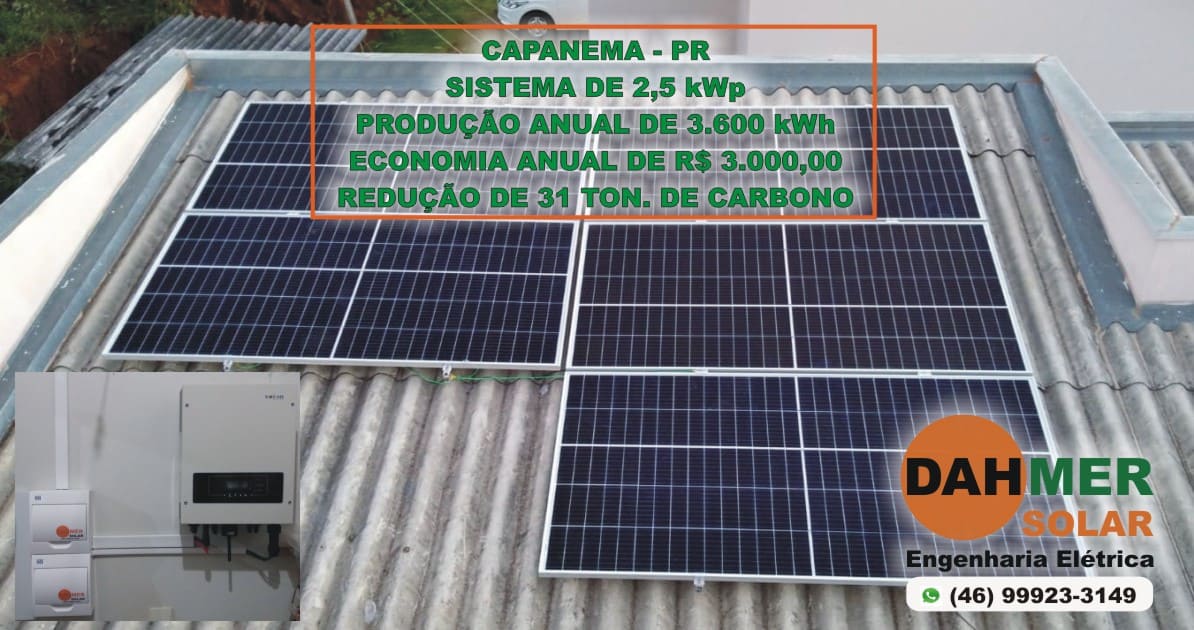 CAPANEMA - PR
SISTEMA DE 2,5 kWp
PRODUÇÃO ANUAL DE 3.600 kWh
ECONOMIA ANUAL DE R$ 3.000,00
REDUÇÃO DE 31 TON. DE CARBONO
DAHMER
SOLAR
Engenharia Elétrica
(46) 99923-3149